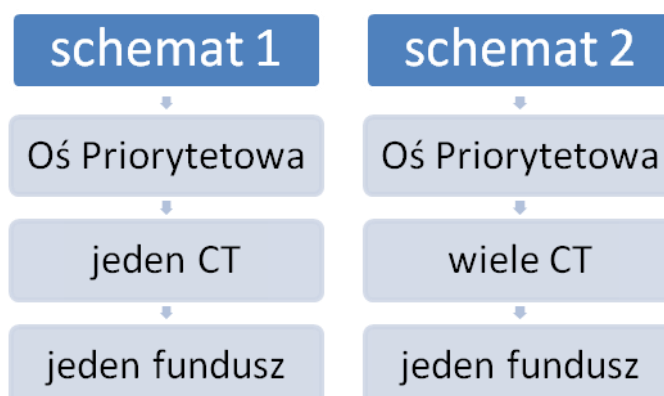 schemat 1
Oś Priorytetowa
jeden CT
jeden fundusz
schemat 2
Oś Priorytetowa
wiele CT
jeden fundusz